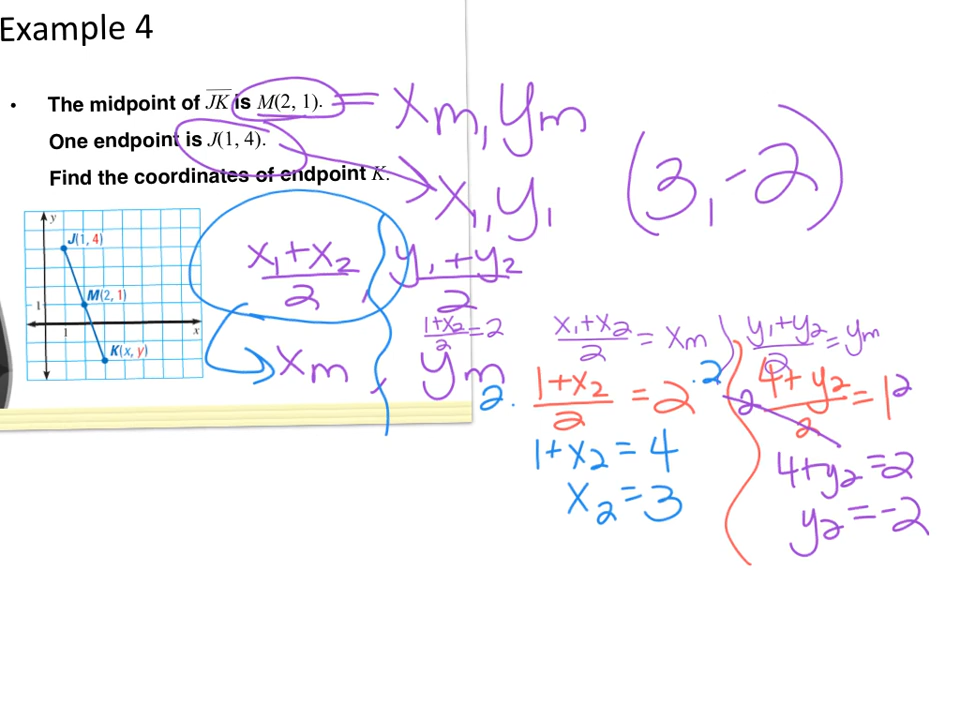 Example 4
• The midpoint of JK is M(2, 1). = xm, ym
One endpoint is J(1, 4).
Find the coordinates of endpoint K.
x1, y1
(3, -2)
y
J(1, 4)
M(2, 1)
1
1
x
K(x, y)
x1+x2/2, y1+y2/2
xm, ym
1+x2/2=2
x1+x2/2 = xm
2. 1+x2/2 = 2 .2
1+x2 = 4
x2 = 3
y1+y2/2 = ym
2 4+y2/2 = 1 2
4+y2=2
y2=-2